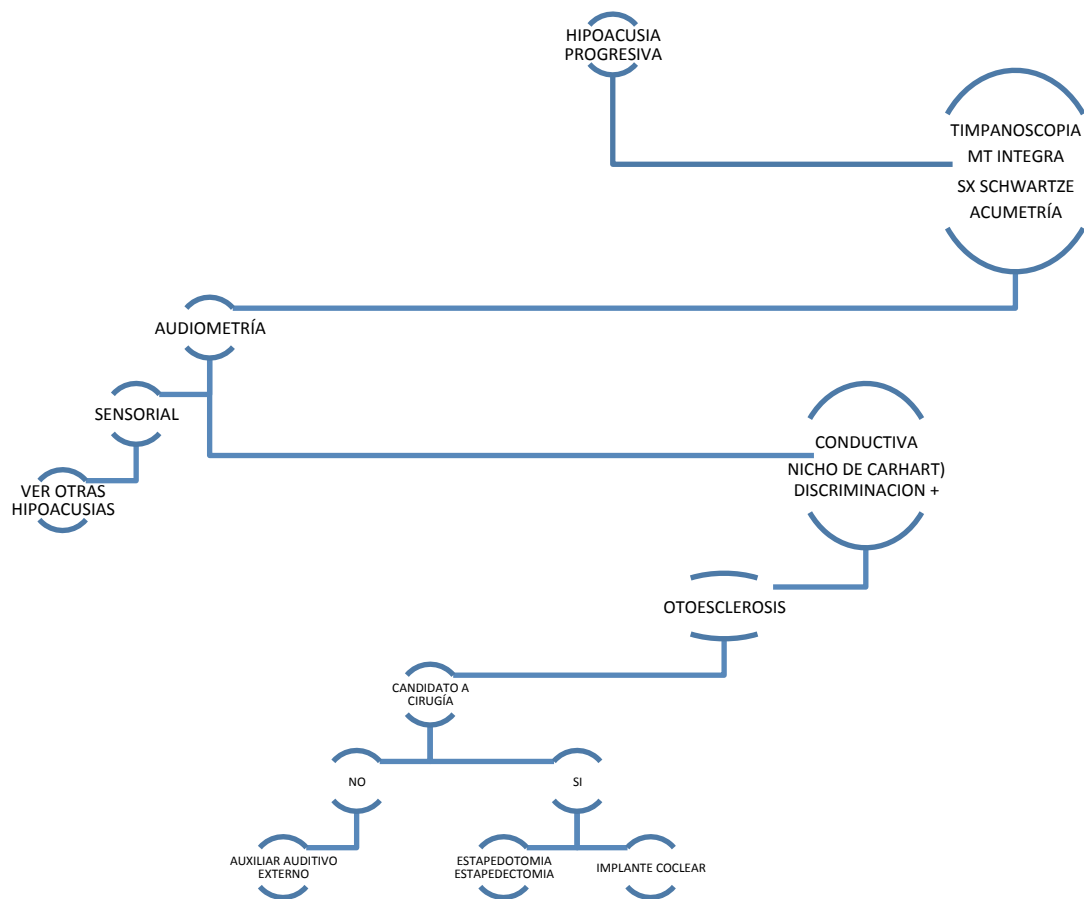 HIPOACUSIA
PROGRESIVA
TIMPANOSCOPIA
MT INTEGRA
SX SCHWARTZE
ACUMETRÍA
AUDIOMETRÍA
SENSORIAL
VER OTRAS
HIPOACUSIAS
CONDUCTIVA
NICHO DE CARHART)
DISCRIMINACION +
OTOESCLEROSIS
CANDIDATO A
CIRUGÍA
NO
SI
AUXILIAR AUDITIVO
EXTERNO
ESTAPEDOTOMIA
ESTAPEDECTOMIA
IMPLANTE COCLEAR